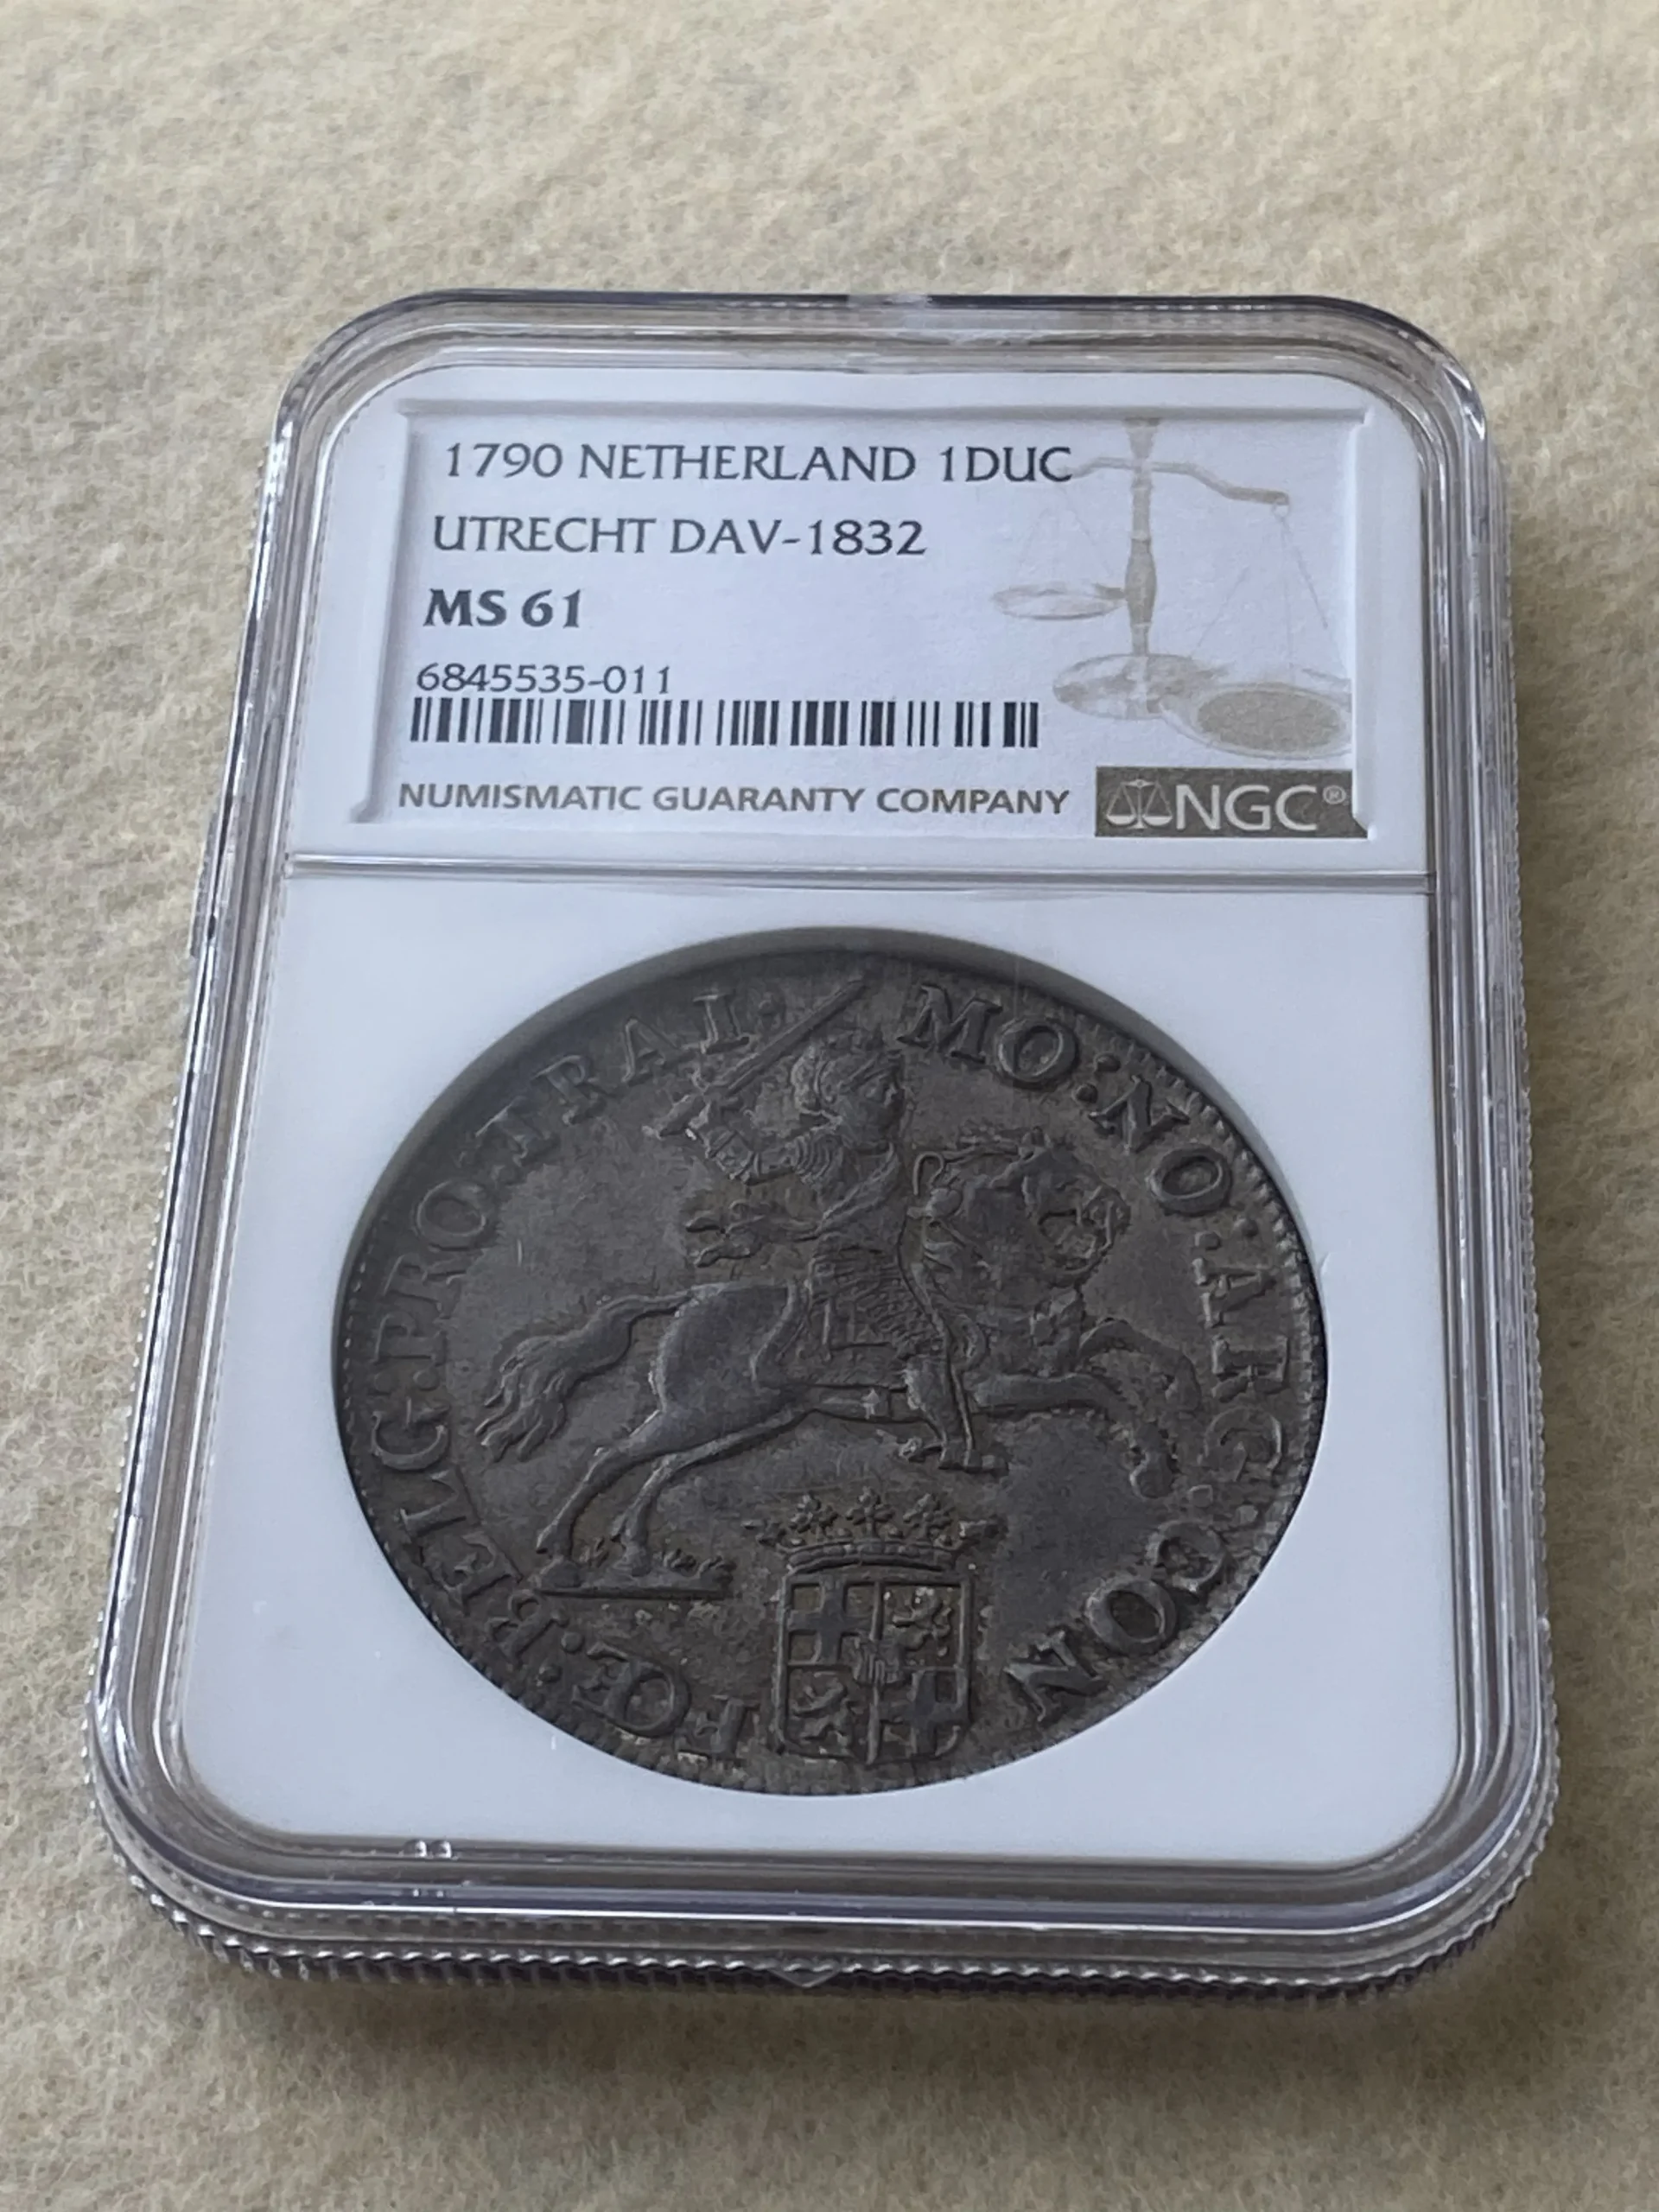 1790 NETHERLAND 1DUC
UTRECHT DAV-1832
MS 61
6845535-011
NUMISMATIC GUARANTY COMPANY
NGC®
MO:NO:ARG:CON
FŒ:BELG:PRO:TRAI·